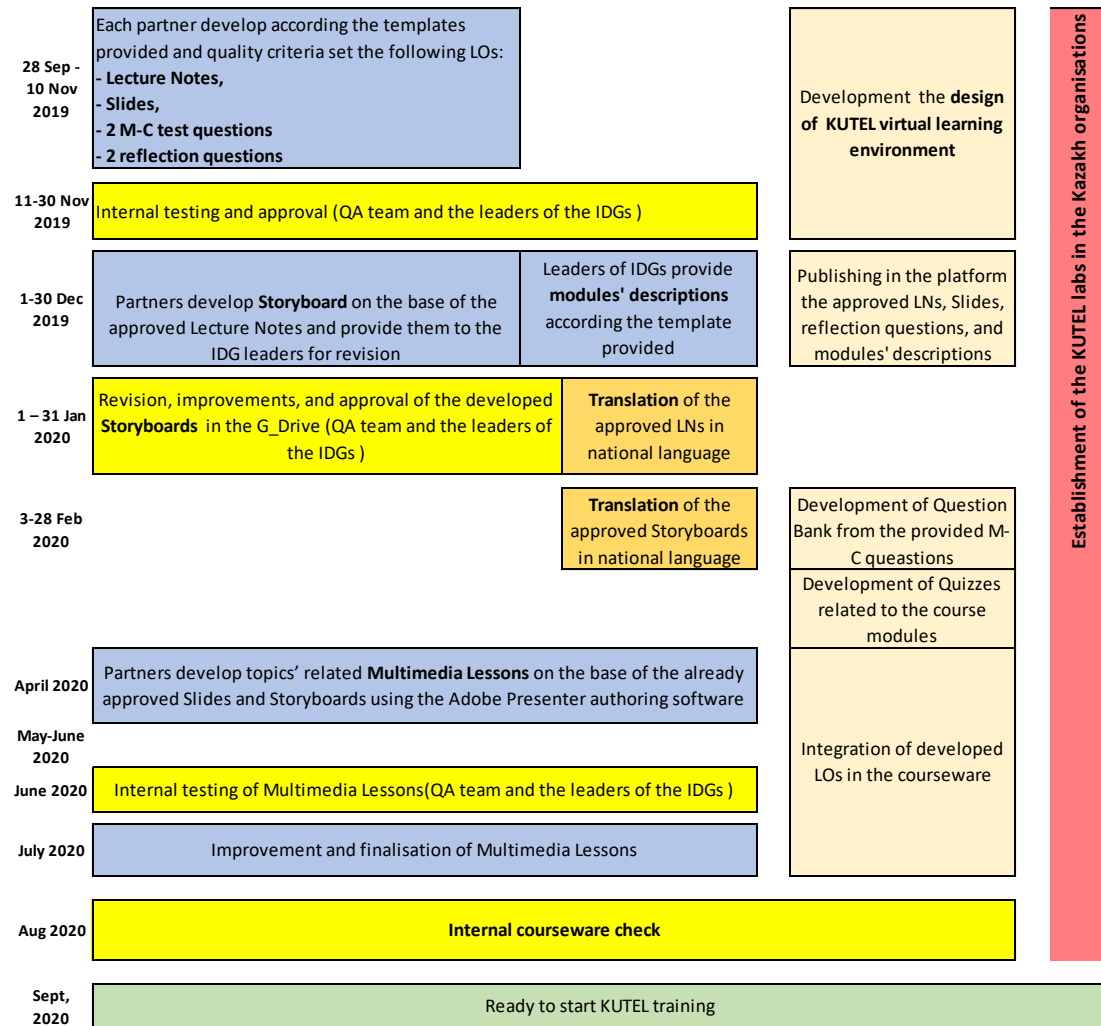 28 Sep -
10 Nov
2019
Each partner develop according the templates
provided and quality criteria set the following LOs:
- Lecture Notes,
- Slides,
- 2 M-C test questions
- 2 reflection questions
Development  the design
of  KUTEL virtual learning
environment
Establishment of the KUTEL labs in the Kazakh organisations
11-30 Nov
2019
Internal testing and approval (QA team and the leaders of the IDGs )
1-30 Dec
2019
Partners develop Storyboard on the base of the
approved Lecture Notes and provide them to the
IDG leaders for revision
Leaders of IDGs provide
modules' descriptions
according the template
provided
Publishing in the platform
the approved LNs, Slides,
reflection questions, and
modules' descriptions
1 – 31 Jan
2020
Revision, improvements, and approval of the developed
Storyboards  in the G_Drive (QA team and the leaders of
the IDGs )
Translation of the
approved LNs in
national language
3-28 Feb
2020
Translation of the
approved Storyboards
in national language
Development of Question
Bank from the provided M-
C queastions
Development of Quizzes
related to the course
modules
April 2020
Partners develop topics’ related Multimedia Lessons on the base of the already
approved Slides and Storyboards using the Adobe Presenter authoring software
May-June
2020
Integration of developed
LOs in the courseware
June 2020
Internal testing of Multimedia Lessons(QA team and the leaders of the IDGs )
July 2020
Improvement and finalisation of Multimedia Lessons
Aug 2020
Internal courseware check
Sept,
2020
Ready to start KUTEL training